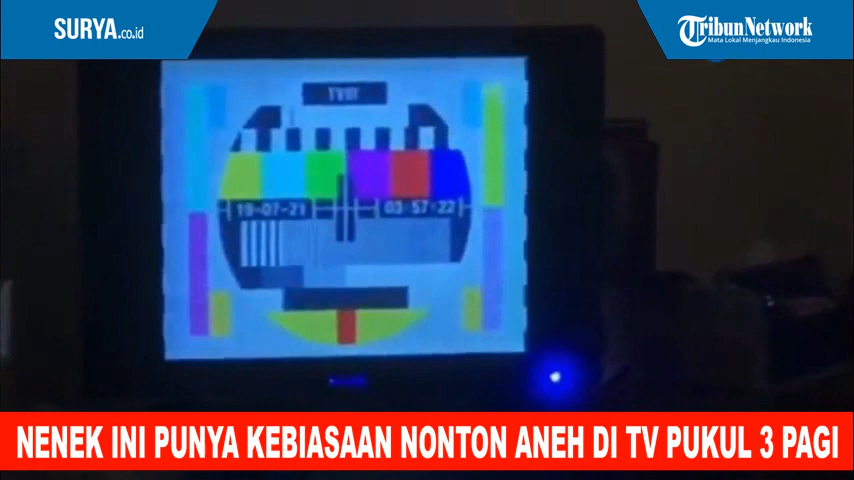 SURYA.co.id
TribunNetwork
Mata Lokal Menjangkau Indonesia
19-07-21 03:57:22
NENEK INI PUNYA KEBIASAAN NONTON ANEH DI TV PUKUL 3 PAGI